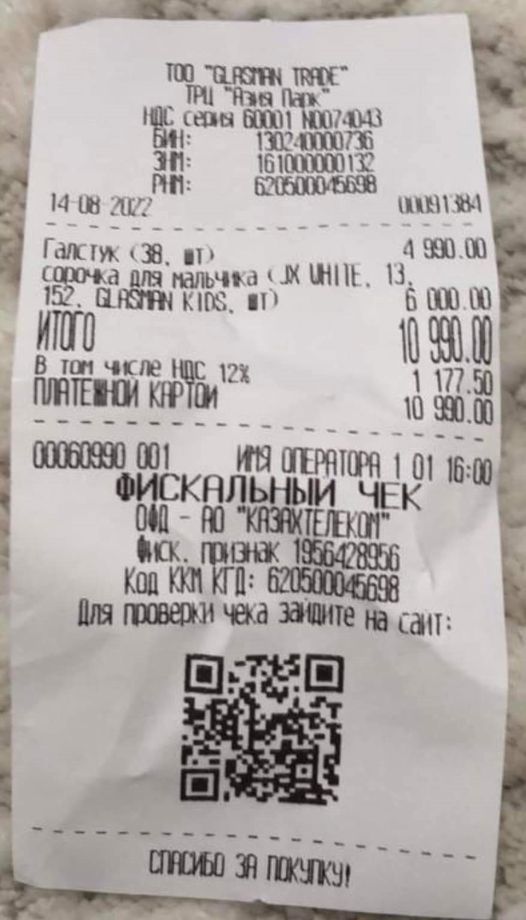 ТОО "GLASMAN TRADE"
ТРЦ "Азия Парк"
НДС серия 60001 N0074043
БИН: 130240000736
ЗНМ: 161000000132
РНМ: 620500045698
14-08-2022 00091384
Галстук (38, шт) 4 990.00
сорочка для мальчика (JX WHITE, 13,
152, GLASMAN KIDS, шт) 6 000.00
ИТОГО 10 990.00
В том числе НДС 12% 1 177.50
ПЛАТЕЖНОЙ КАРТОЙ 10 990.00
00060990 001 ИМЯ ОПЕРАТОРА 1 01 16:00
ФИСКАЛЬНЫЙ ЧЕК
ОФД - АО "КАЗАХТЕЛЕКОМ"
Фиск. признак 1956428956
Код ККМ КГД: 620500045698
Для проверки чека зайдите на сайт:
СПАСИБО ЗА ПОКУПКУ!